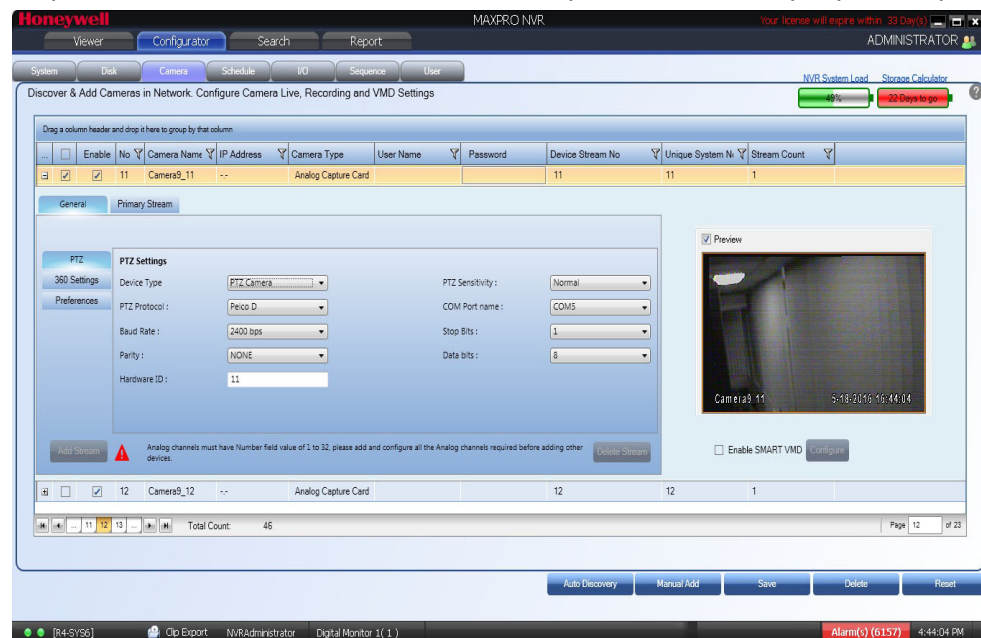 Honeywell MAXPRO NVR Your license will expire within 33 Day(s)
Viewer Configurator Search Report ADMINISTRATOR
System Disk Camera Schedule I/O Sequence User
NVR System Load Storage Calculator
Discover & Add Cameras in Network. Configure Camera Live, Recording and VMD Settings
49% 22 Days to go
Drag a column header and drop it here to group by that column
... Enable No Camera Name IP Address Camera Type User Name Password Device Stream No Unique System Stream Count
11 Camera9_11 -.- Analog Capture Card 11 11 1
General Primary Stream
Preview
PTZ PTZ Settings
360 Settings Device Type PTZ Camera PTZ Sensitivity : Normal
Preferences PTZ Protocol : Pelco D COM Port name : COM5
Baud Rate : 2400 bps Stop Bits : 1
Parity : NONE Data bits : 8
Hardware ID : 11
Camera9_11 5-18-2016 16:44:04
Add Stream Analog channels must have Number field value of 1 to 32, please add and configure all the Analog channels required before adding other
devices. Delete Stream Enable SMART VMD Configure
12 Camera9_12 -.- Analog Capture Card 12 12 1
... 11 12 13 ... Total Count: 46 Page 12 of 23
Auto Discovery Manual Add Save Delete Reset
[R4-SYS6] Clip Export NVRAdministrator Digital Monitor 1( 1 ) Alarm(s) (6157) 4:44:04 PM